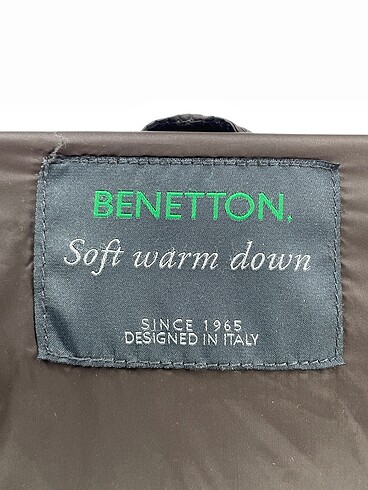 BENETTON.
Soft warm down
SINCE 1965
DESIGNED IN ITALY